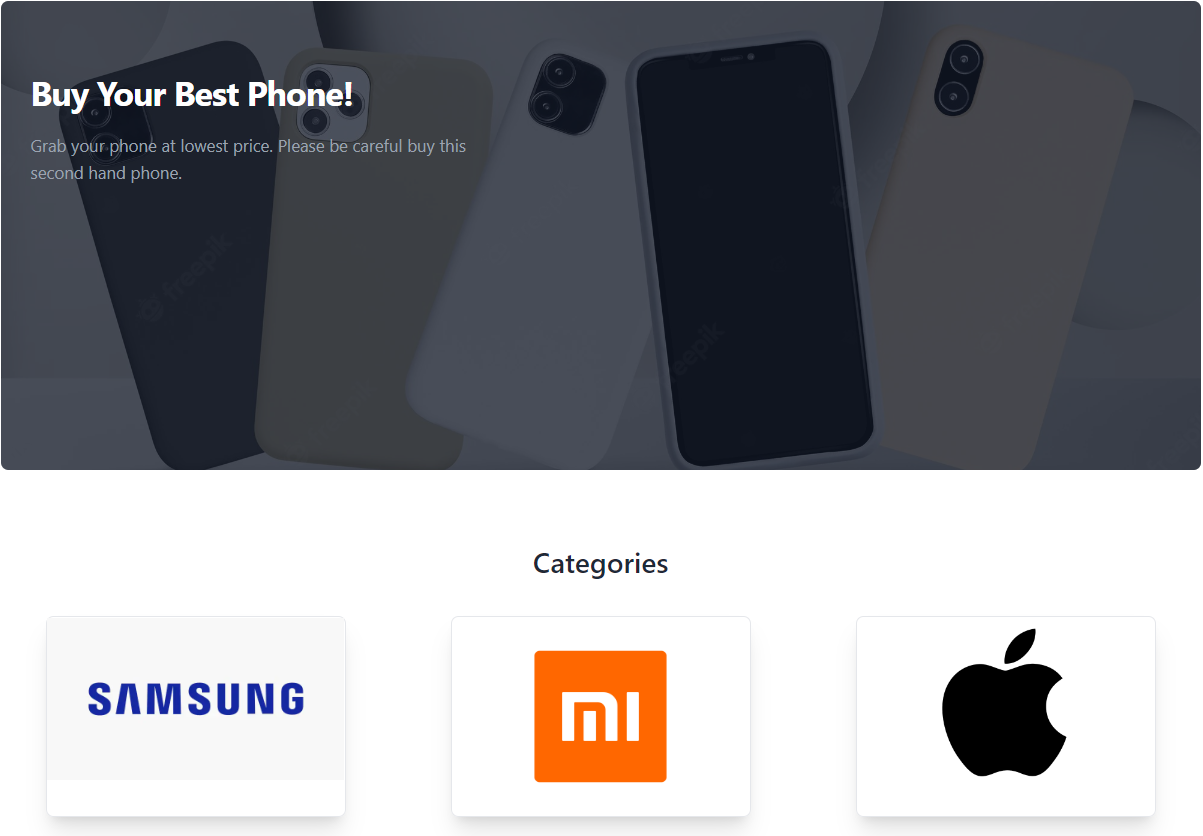 Buy Your Best Phone!
Grab your phone at lowest price. Please be careful buy this
second hand phone.
freepik
freepik
Categories
SAMSUNG
mi